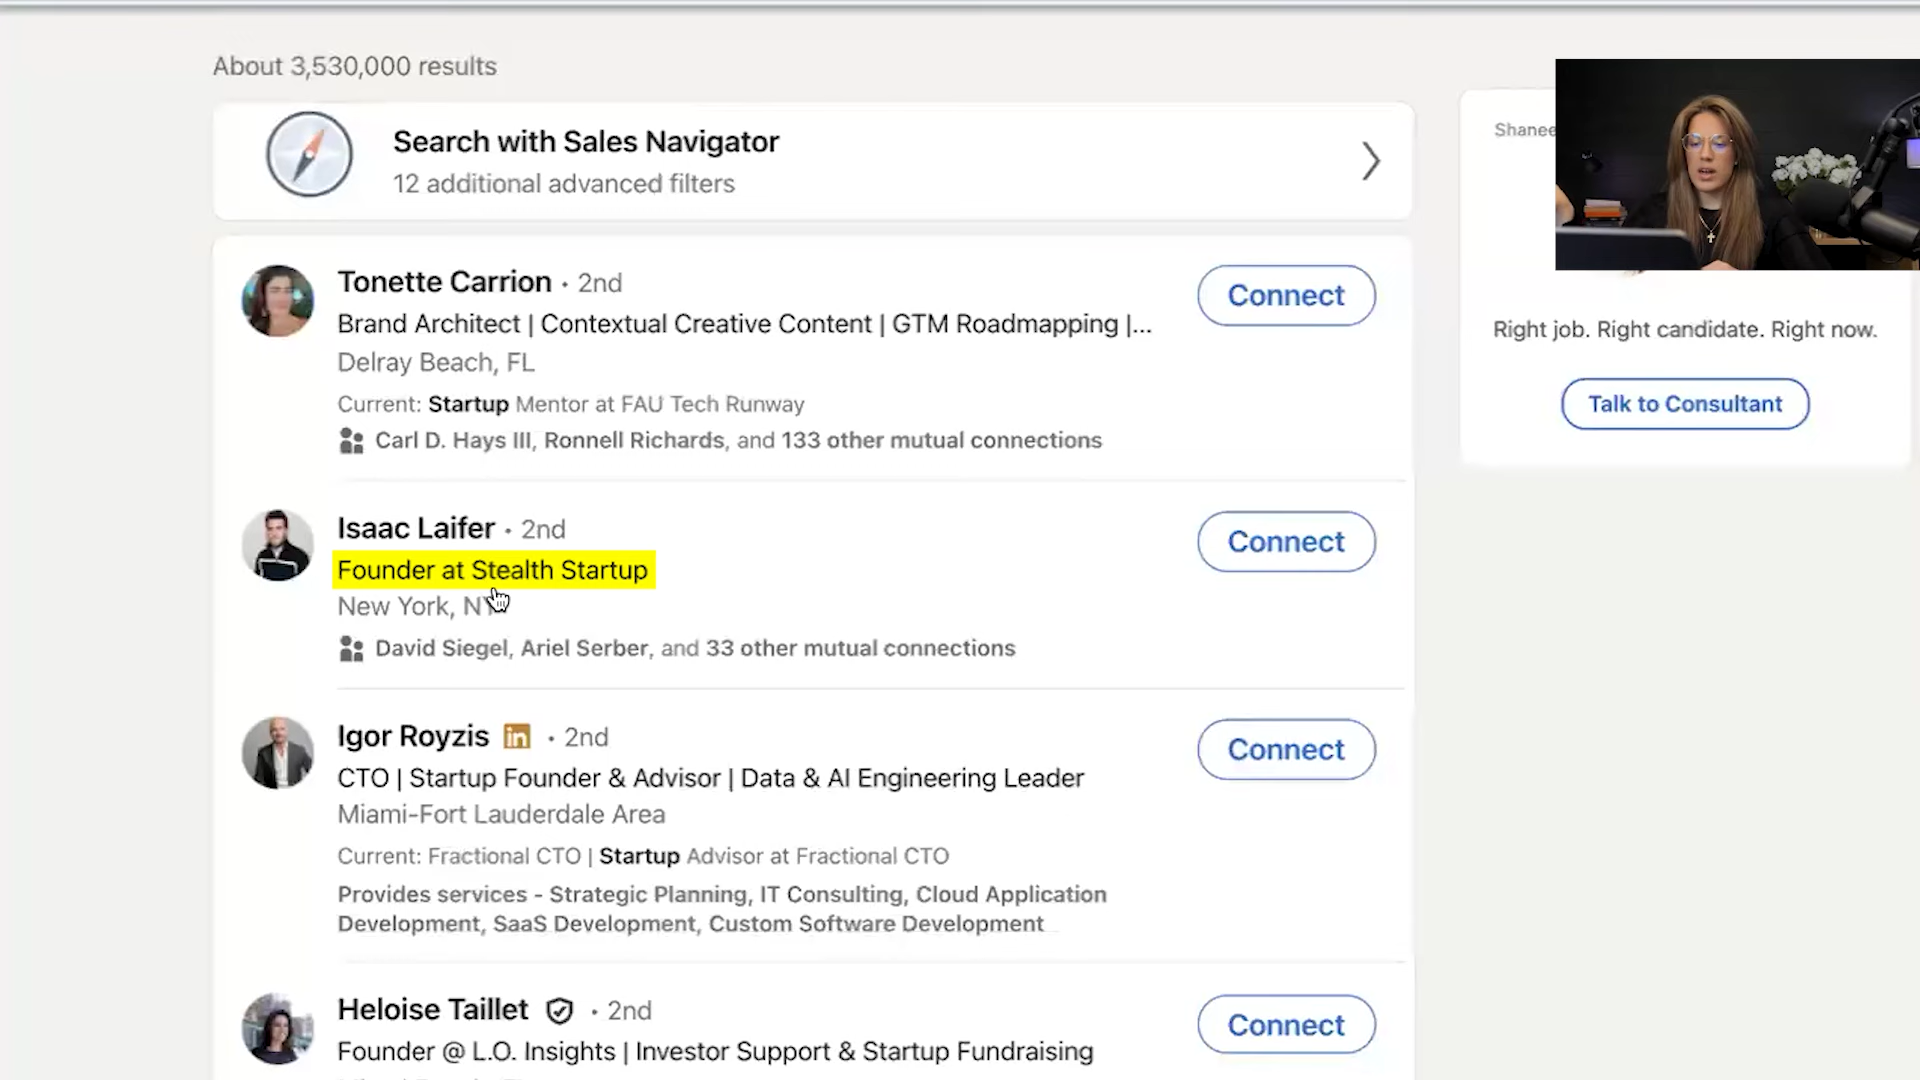 About 3,530,000 results
Search with Sales Navigator
12 additional advanced filters
Shanee
Tonette Carrion • 2nd
Connect
Brand Architect | Contextual Creative Content | GTM Roadmapping |...
Delray Beach, FL
Current: Startup Mentor at FAU Tech Runway
Carl D. Hays III, Ronnell Richards, and 133 other mutual connections
Right job. Right candidate. Right now.
Talk to Consultant
Isaac Laifer • 2nd
Connect
Founder at Stealth Startup
New York, NY
David Siegel, Ariel Serber, and 33 other mutual connections
Igor Royzis in • 2nd
Connect
CTO | Startup Founder & Advisor | Data & AI Engineering Leader
Miami-Fort Lauderdale Area
Current: Fractional CTO | Startup Advisor at Fractional CTO
Provides services - Strategic Planning, IT Consulting, Cloud Application
Development, SaaS Development, Custom Software Development
Heloise Taillet • 2nd
Connect
Founder @ L.O. Insights | Investor Support & Startup Fundraising